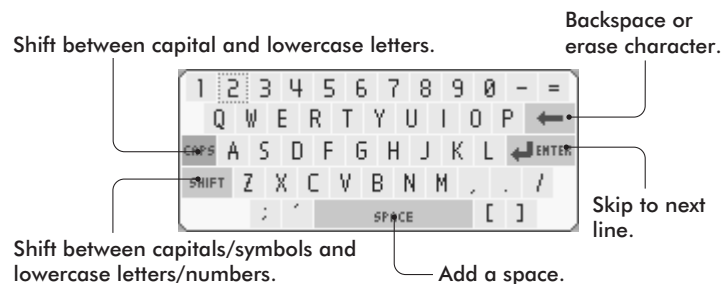 Backspace or
erase character.
Shift between capital and lowercase letters.
1 2 3 4 5 6 7 8 9 0 - =
Q W E R T Y U I O P
CAPS A S D F G H J K L ENTER
SHIFT Z X C V B N M , . /
; ´ SPACE [ ]
Skip to next
line.
Shift between capitals/symbols and
lowercase letters/numbers.
Add a space.